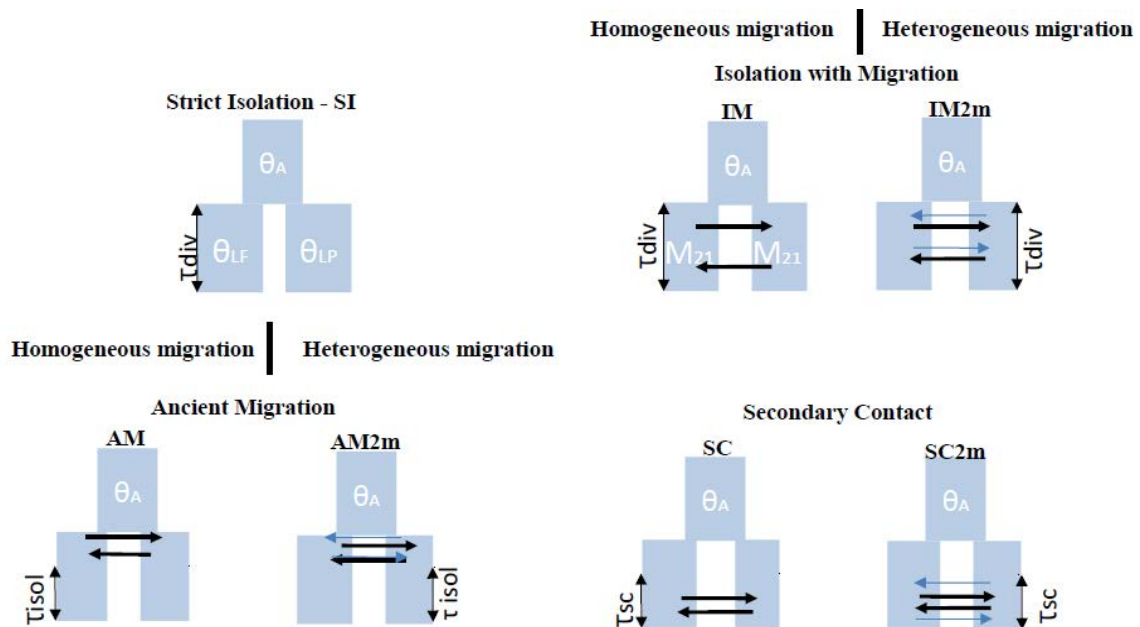 Homogeneous migration Heterogeneous migration
Isolation with Migration
Strict Isolation - SI
IM IM2m
θA
θA θA
τdiv θLF θLP
τdiv M21 M21 τdiv
Homogeneous migration Heterogeneous migration
Ancient Migration
Secondary Contact
AM AM2m
SC SC2m
θA θA
θA θA
τisol τisol
τsc τsc